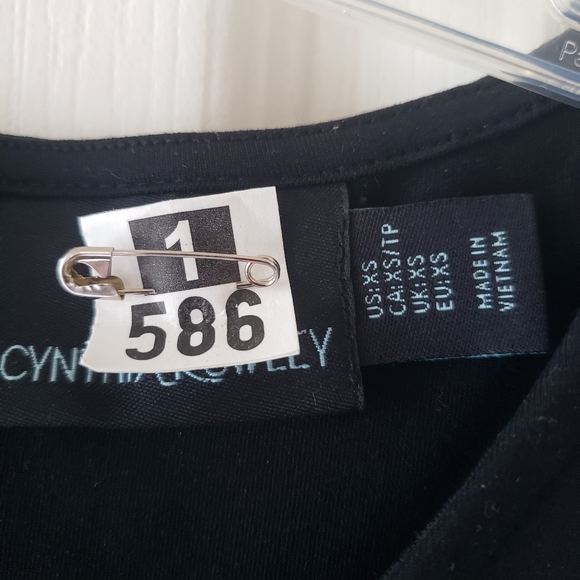 1
586
CYNTHIA ROWLEY
US:XS
CA:XS/TP
UK:XS
EU:XS
MADE IN
VIETNAM